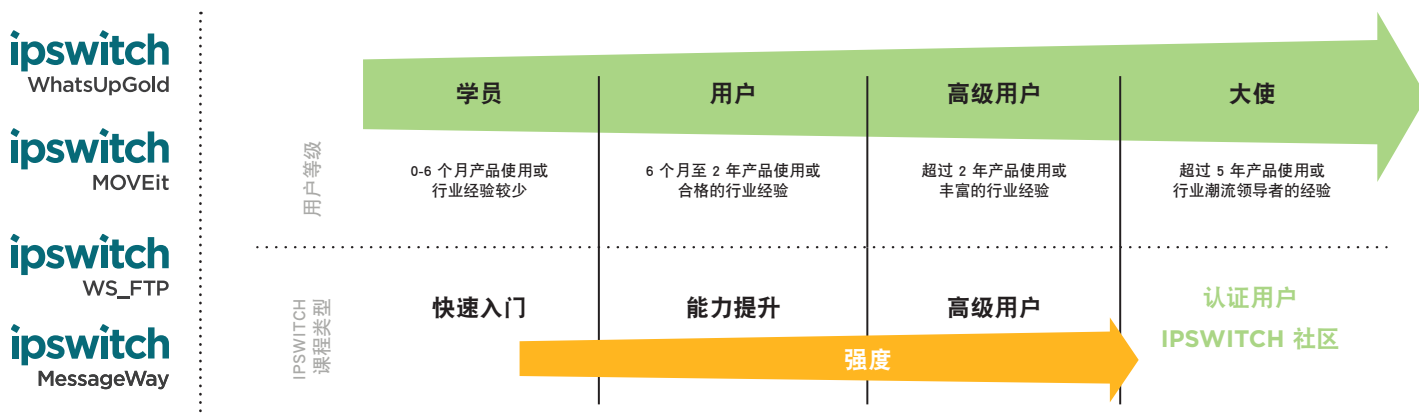 ipswitch
WhatsUpGold
ipswitch
MOVEit
ipswitch
WS_FTP
ipswitch
MessageWay
用户等级
学员
用户
高级用户
大使
0-6 个月产品使用或
行业经验较少
6 个月至 2 年产品使用或
合格的行业经验
超过 2 年产品使用或
丰富的行业经验
超过 5 年产品使用或
行业潮流领导者的经验
IPSWITCH
课程类型
快速入门
能力提升
高级用户
认证用户
IPSWITCH 社区
强度